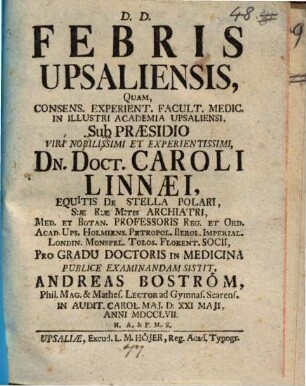 D. D.
48.
9
FEBRIS
UPSALIENSIS,
QUAM,
CONSENS. EXPERIENT. FACULT. MEDIC.
IN ILLUSTRI ACADEMIA UPSALIENSI,
Sub PRÆSIDIO
VIRI NOBILISSIMI ET EXPERIENTISSIMI,
DN. DOCT. CAROLI
LINNÆI,
EQUITIS DE STELLA POLARI,
SÆ RÆ MTIS ARCHIATRI,
MED. ET BOTAN. PROFESSORIS REG. ET ORD.
ACAD. UPS. HOLMIENS. PETROPOL. BEROL. IMPERIAL.
LONDIN. MONSPEL. TOLOS. FLORENT. SOCII,
PRO GRADU DOCTORIS IN MEDICINA
PUBLICE EXAMINANDAM SISTIT,
ANDREAS BOSTRÖM,
Phil. MAG. & Mathes. LECTOR ad Gymnas. Scarens.
IN AUDIT. CAROL. MAJ. D. XXI MAJI,
ANNI MDCCLVII.
H. A. & P. M. S.
UPSALIÆ, Excud. L. M. HÖJER, Reg. Acad. Typogr.